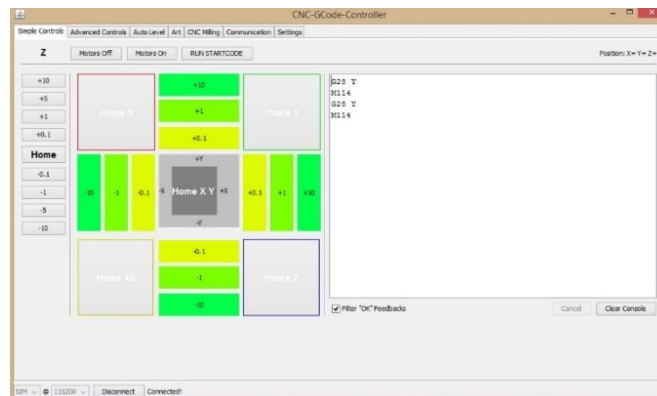 CNC-GCode-Controller
Simple Controls Advanced Controls Auto Level Art CNC Milling Communication Settings
Z Motors Off Motors On RUN STARTCODE Position: X= Y= Z=
+10
+5
+1
+0.1
Home
-0.1
-1
-5
-10
Home X
+10
+1
+0.1
Home Y
-10 -1 -0.1
+Y
-X Home X Y +X
-Y
+0.1 +1 +10
Home All
-0.1
-1
-10
Home Z
G28 Y
M114
G28 Y
M114
Filter "OK" Feedbacks Cancel Clear Console
SIM @ 115200 Disconnect Connected!